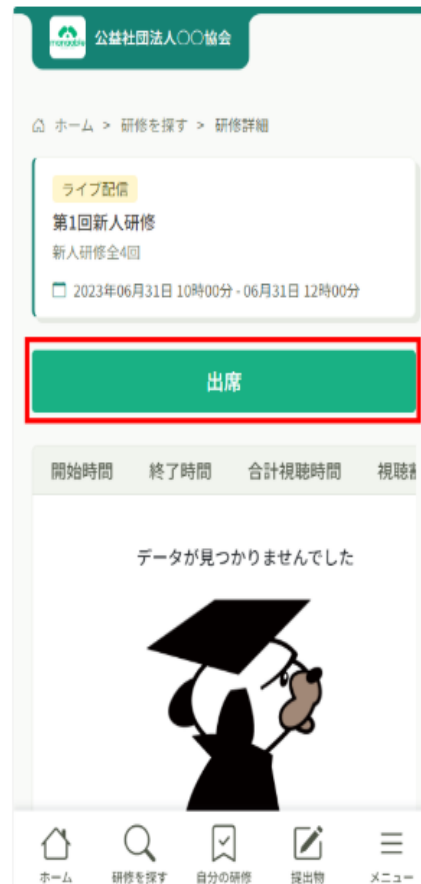 manaable
公益社団法人〇〇協会
ホーム > 研修を探す > 研修詳細
ライブ配信
第1回新人研修
新人研修全4回
2023年06月31日 10時00分 - 06月31日 12時00分
出席
開始時間 終了時間 合計視聴時間 視聴
データが見つかりませんでした
ホーム 研修を探す 自分の研修 提出物 メニュー